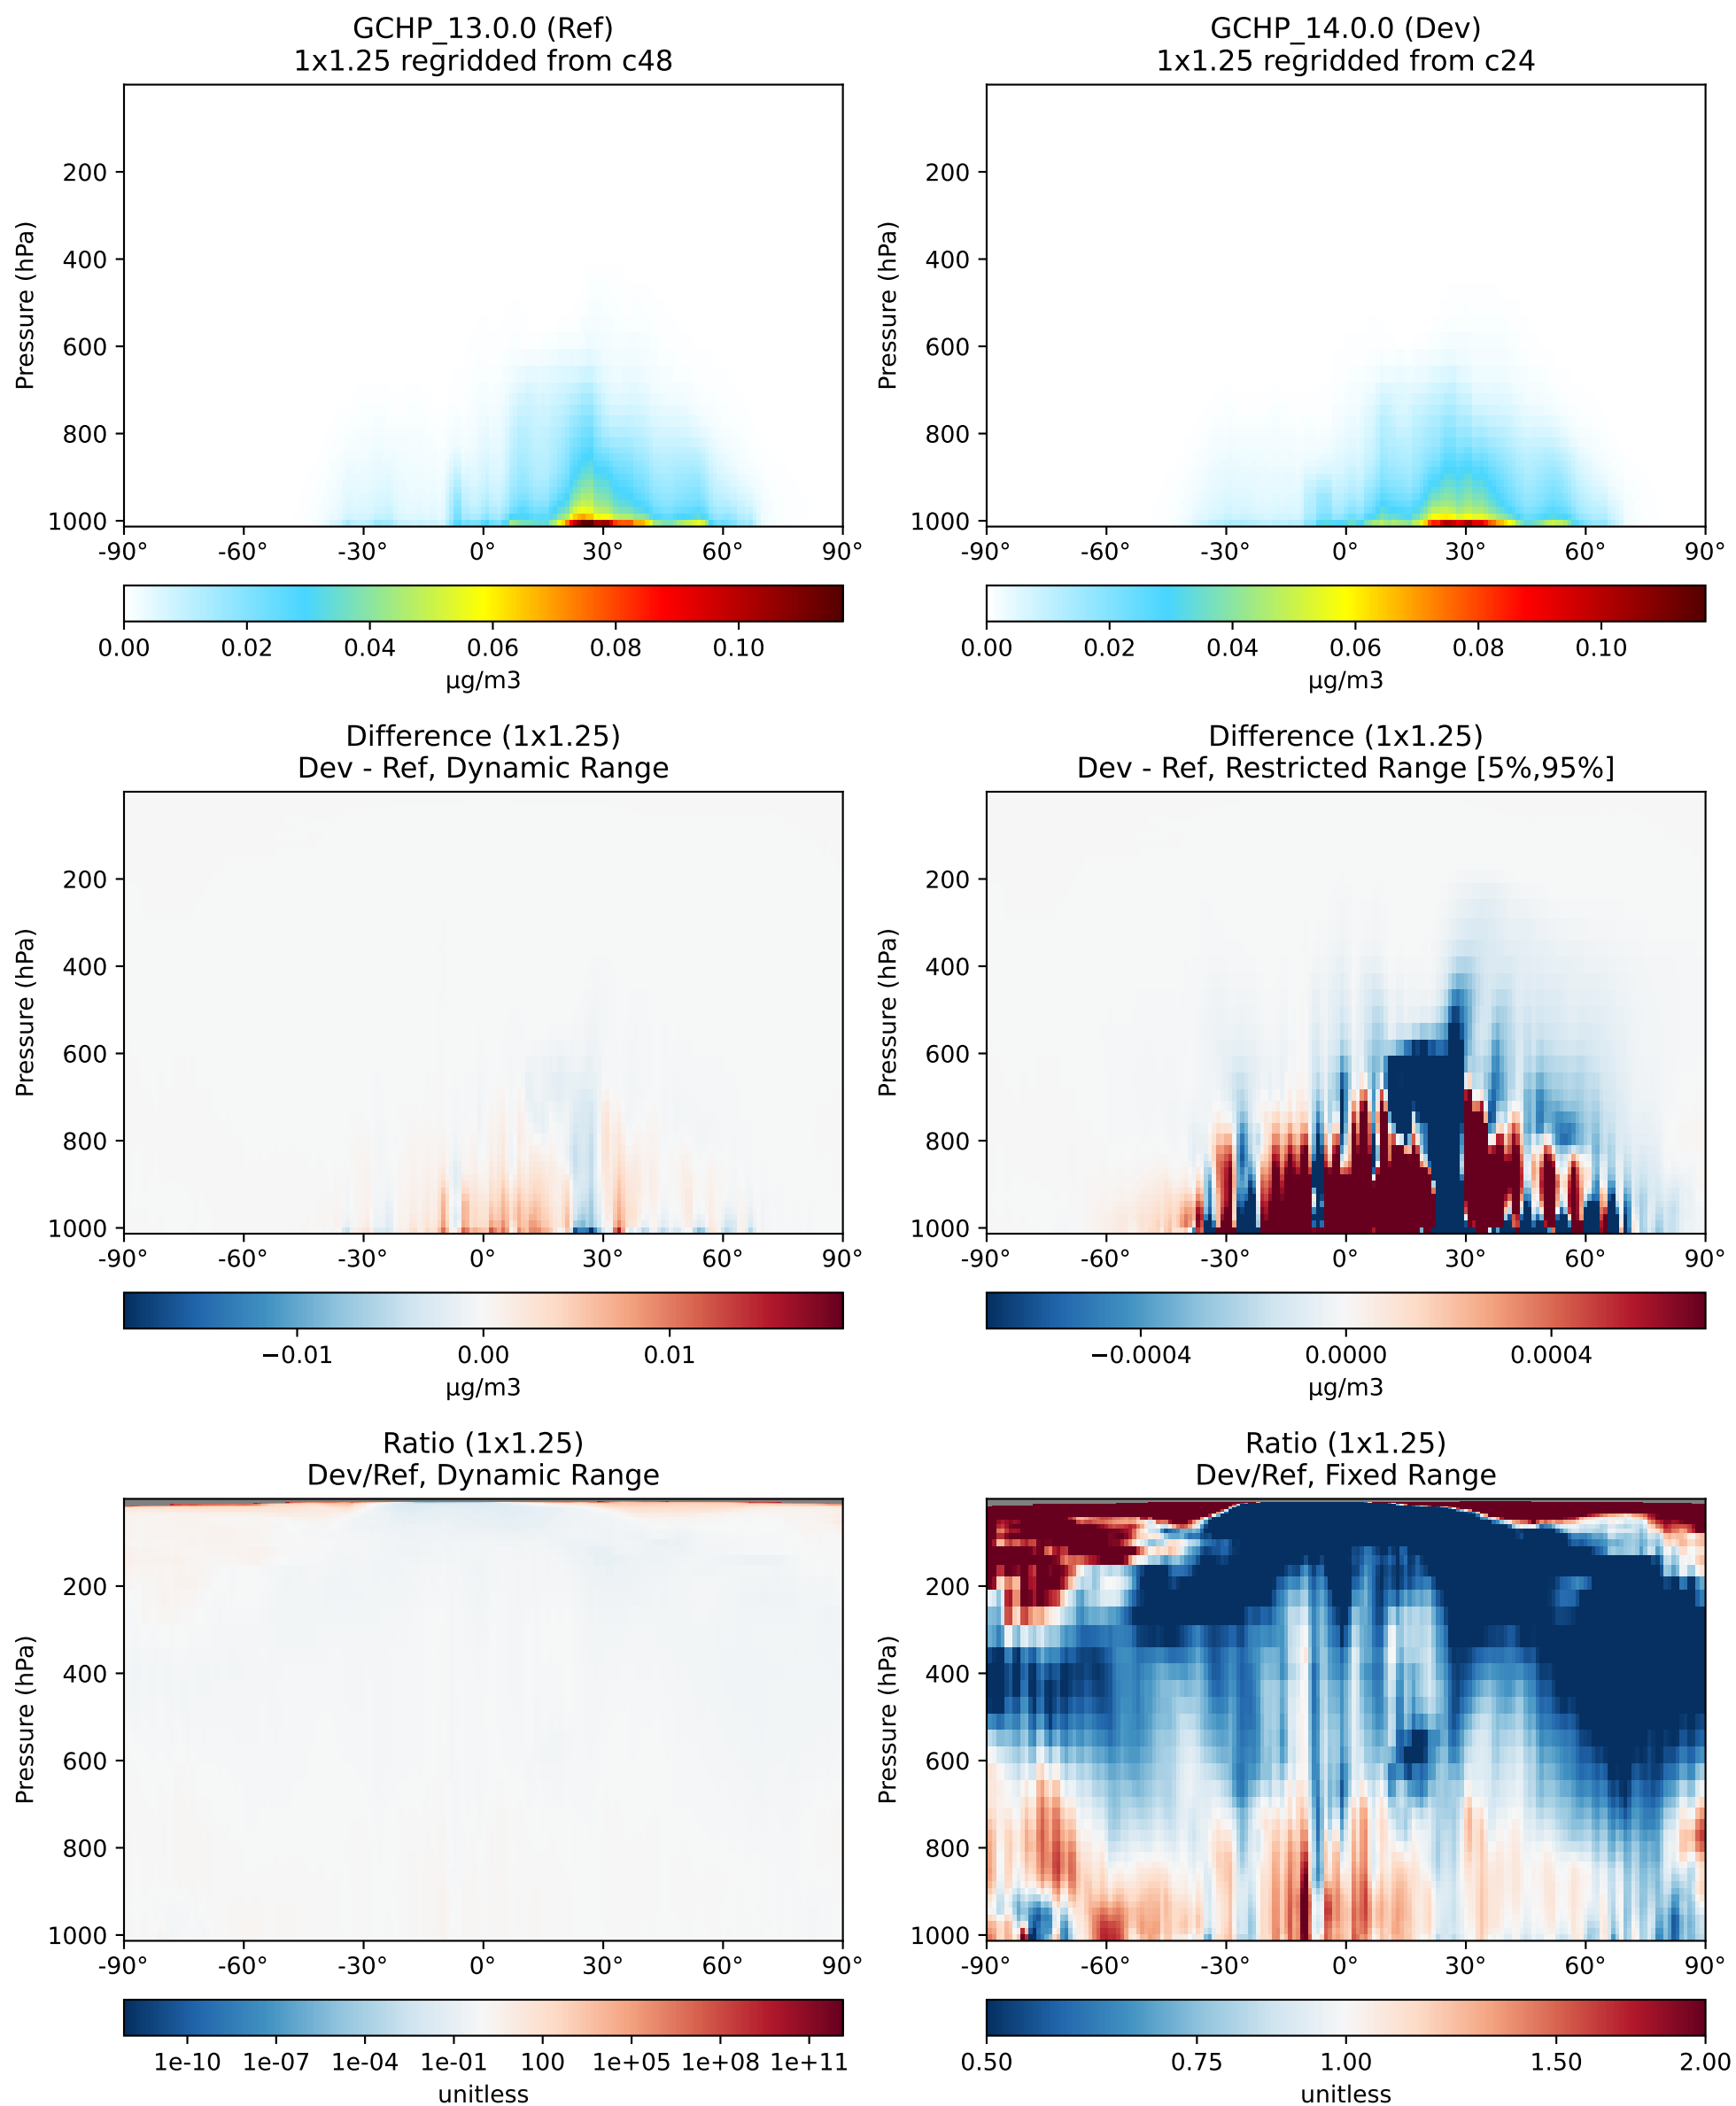 GCHP_13.0.0 (Ref)
1x1.25 regridded from c48
Pressure (hPa)
200
400
600
800
1000
-90° -60° -30° 0° 30° 60° 90°
0.00 0.02 0.04 0.06 0.08 0.10
μg/m3
GCHP_14.0.0 (Dev)
1x1.25 regridded from c24
Pressure (hPa)
200
400
600
800
1000
-90° -60° -30° 0° 30° 60° 90°
0.00 0.02 0.04 0.06 0.08 0.10
μg/m3
Difference (1x1.25)
Dev - Ref, Dynamic Range
Pressure (hPa)
200
400
600
800
1000
-90° -60° -30° 0° 30° 60° 90°
−0.01 0.00 0.01
μg/m3
Difference (1x1.25)
Dev - Ref, Restricted Range [5%,95%]
Pressure (hPa)
200
400
600
800
1000
-90° -60° -30° 0° 30° 60° 90°
−0.0004 0.0000 0.0004
μg/m3
Ratio (1x1.25)
Dev/Ref, Dynamic Range
Pressure (hPa)
200
400
600
800
1000
-90° -60° -30° 0° 30° 60° 90°
1e-10 1e-07 1e-04 1e-01 100 1e+05 1e+08 1e+11
unitless
Ratio (1x1.25)
Dev/Ref, Fixed Range
Pressure (hPa)
200
400
600
800
1000
-90° -60° -30° 0° 30° 60° 90°
0.50 0.75 1.00 1.50 2.00
unitless